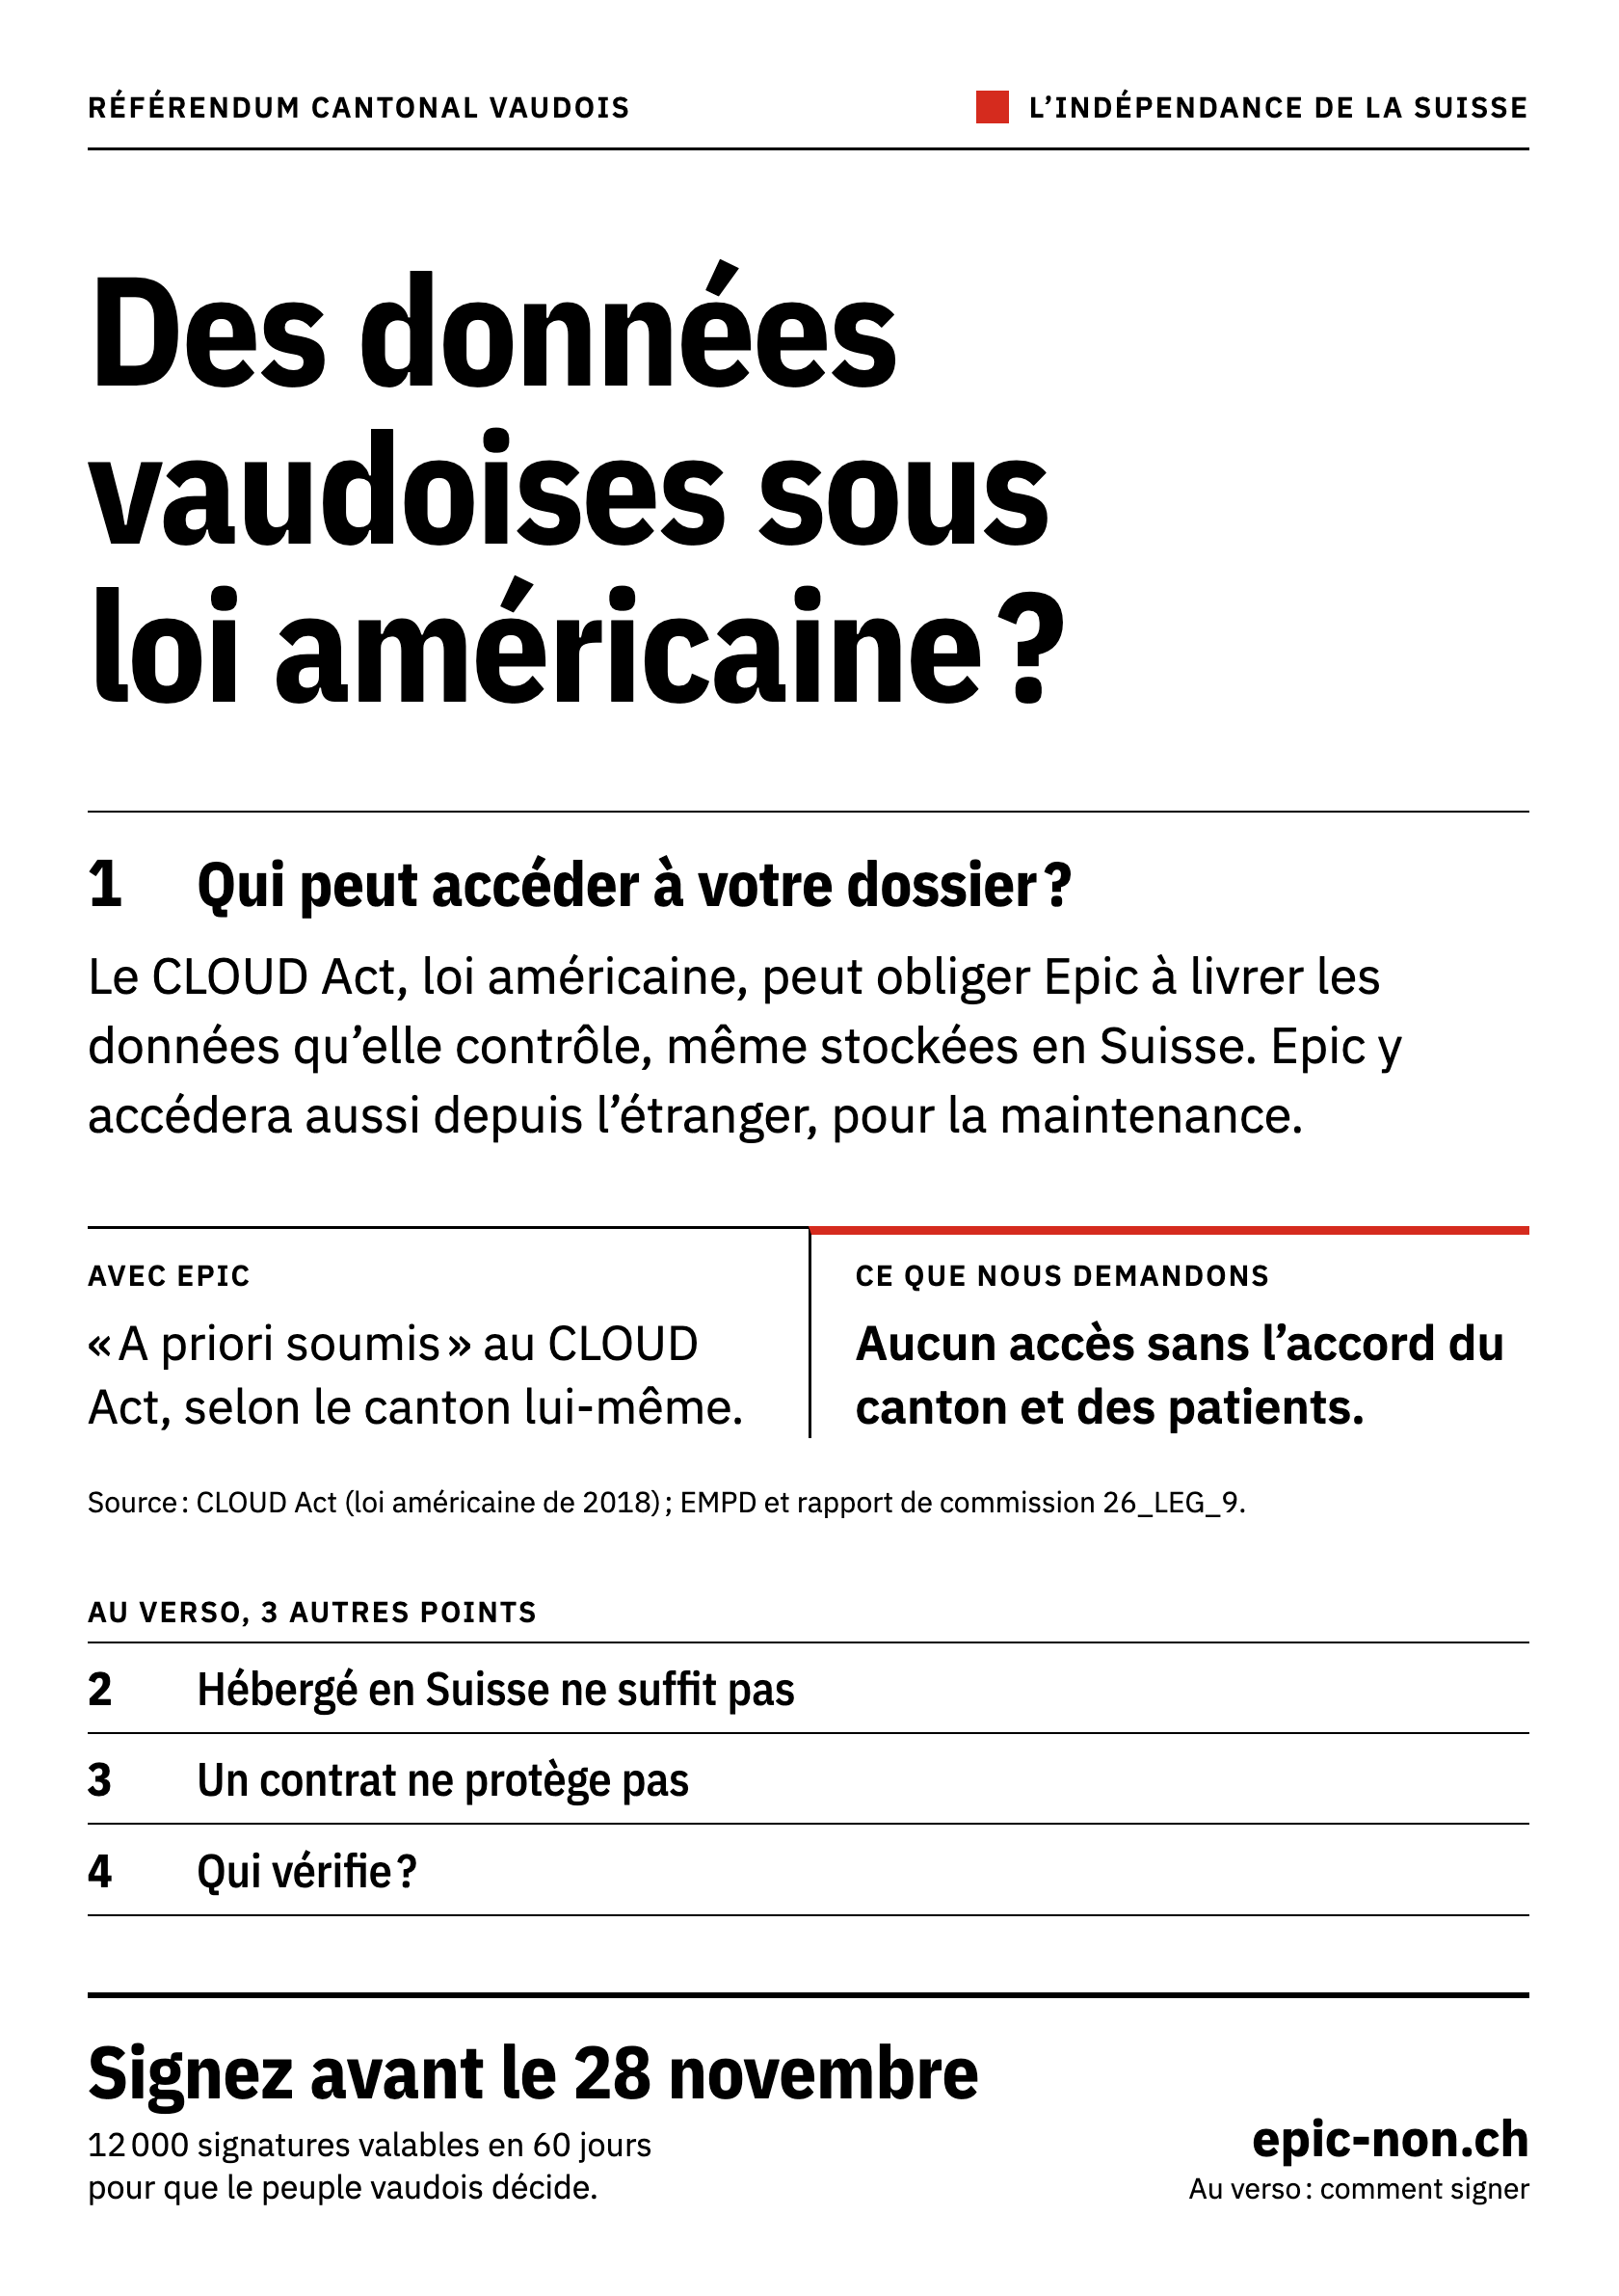 RÉFÉRENDUM CANTONAL VAUDOIS
L’INDÉPENDANCE DE LA SUISSE
Des données
vaudoises sous
loi américaine ?
1 Qui peut accéder à votre dossier ?
Le CLOUD Act, loi américaine, peut obliger Epic à livrer les
données qu’elle contrôle, même stockées en Suisse. Epic y
accédera aussi depuis l’étranger, pour la maintenance.
AVEC EPIC
« A priori soumis » au CLOUD
Act, selon le canton lui-même.
CE QUE NOUS DEMANDONS
Aucun accès sans l’accord du
canton et des patients.
Source : CLOUD Act (loi américaine de 2018) ; EMPD et rapport de commission 26_LEG_9.
AU VERSO, 3 AUTRES POINTS
2 Hébergé en Suisse ne suffit pas
3 Un contrat ne protège pas
4 Qui vérifie ?
Signez avant le 28 novembre
12 000 signatures valables en 60 jours
pour que le peuple vaudois décide.
epic-non.ch
Au verso : comment signer